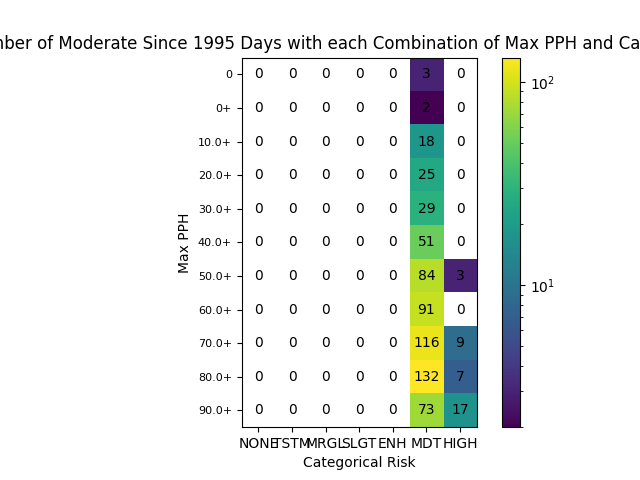 of Moderate Since 1995 Days with each Combination of Max PPH and
0 0 0 0 0 0 3 0
0+ 0 0 0 0 0 2 0
10.0+ 0 0 0 0 0 18 0
20.0+ 0 0 0 0 0 25 0
30.0+ 0 0 0 0 0 29 0
40.0+ 0 0 0 0 0 51 0
50.0+ 0 0 0 0 0 84 3
60.0+ 0 0 0 0 0 91 0
70.0+ 0 0 0 0 0 116 9
80.0+ 0 0 0 0 0 132 7
90.0+ 0 0 0 0 0 73 17
NONE TSTM MRGL SLGT ENH MDT HIGH
Categorical Risk
Max PPH
10²
10¹